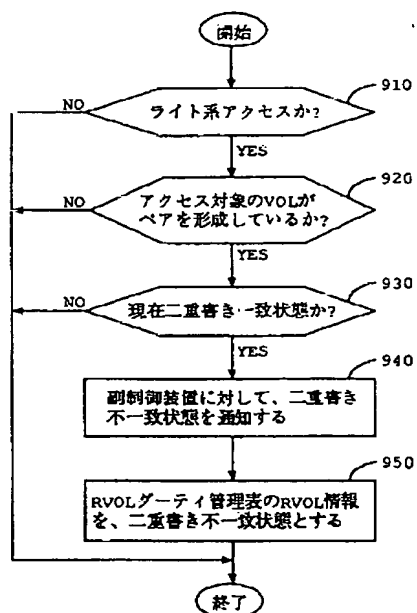 開始
910
NO
ライト系アクセスか?
YES
920
アクセス対象のVOLが
NO
ペアを形成しているか?
YES
930
NO
現在二重書き一致状態か?
YES
940
副制御装置に対して、二重書き
不一致状態を通知する
950
RVOLダーティ管理表のRVOL情報
を、二重書き不一致状態とする
終了